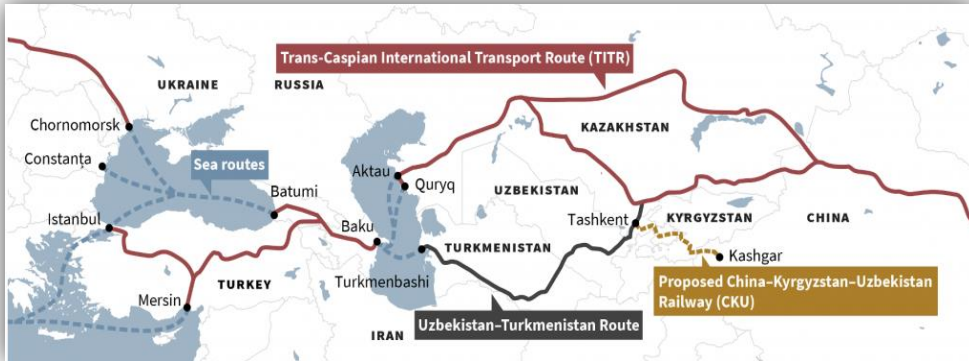 Trans-Caspian International Transport Route (TITR)
UKRAINE
RUSSIA
Chornomorsk
KAZAKHSTAN
Constanța
Sea routes
Aktau
Quryq
UZBEKISTAN
Batumi
Istanbul
Tashkent
KYRGYZSTAN
CHINA
Baku
TURKMENISTAN
Kashgar
Turkmenbashi
TURKEY
Proposed China–Kyrgyzstan–Uzbekistan
Railway (CKU)
Mersin
Uzbekistan–Turkmenistan Route
IRAN